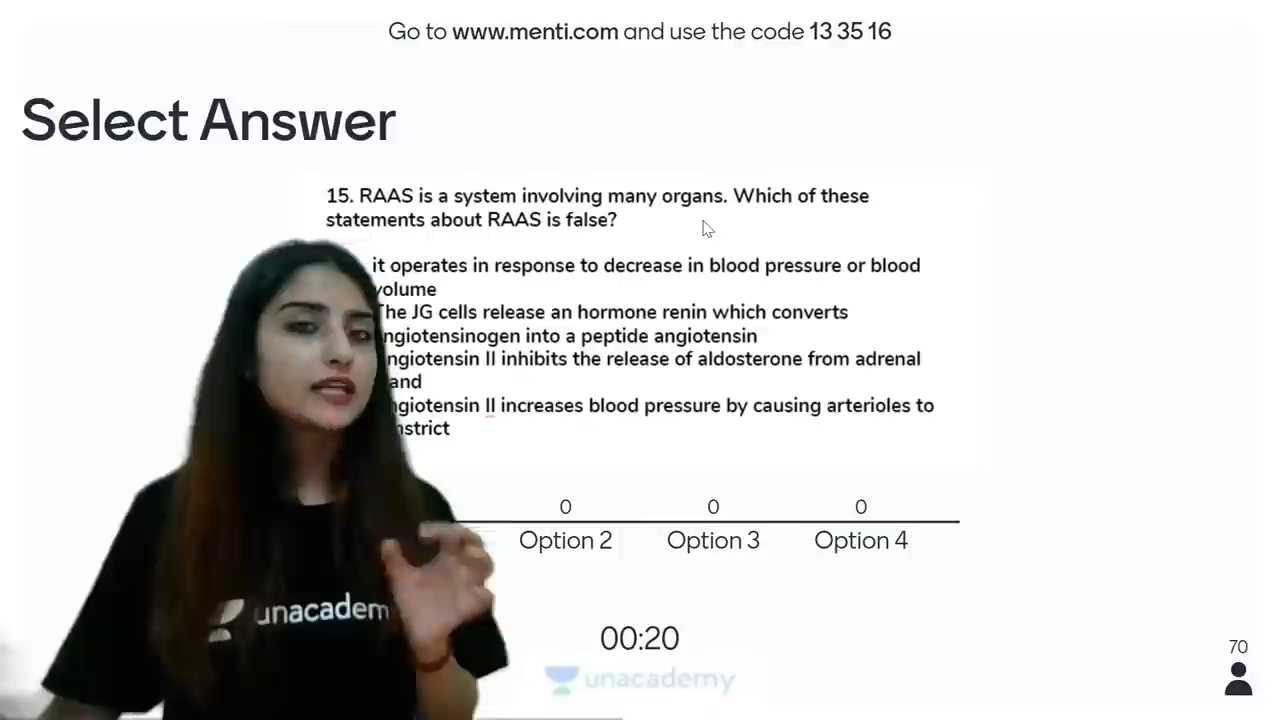 Go to www.menti.com and use the code 13 35 16
Select Answer
15. RAAS is a system involving many organs. Which of these
statements about RAAS is false?
it operates in response to decrease in blood pressure or blood
volume
The JG cells release an hormone renin which converts
ngiotensinogen into a peptide angiotensin
ngiotensin II inhibits the release of aldosterone from adrenal
and
ngiotensin II increases blood pressure by causing arterioles to
nstrict
0 0 0
Option 2 Option 3 Option 4
unacadem
00:20
70
unacademy